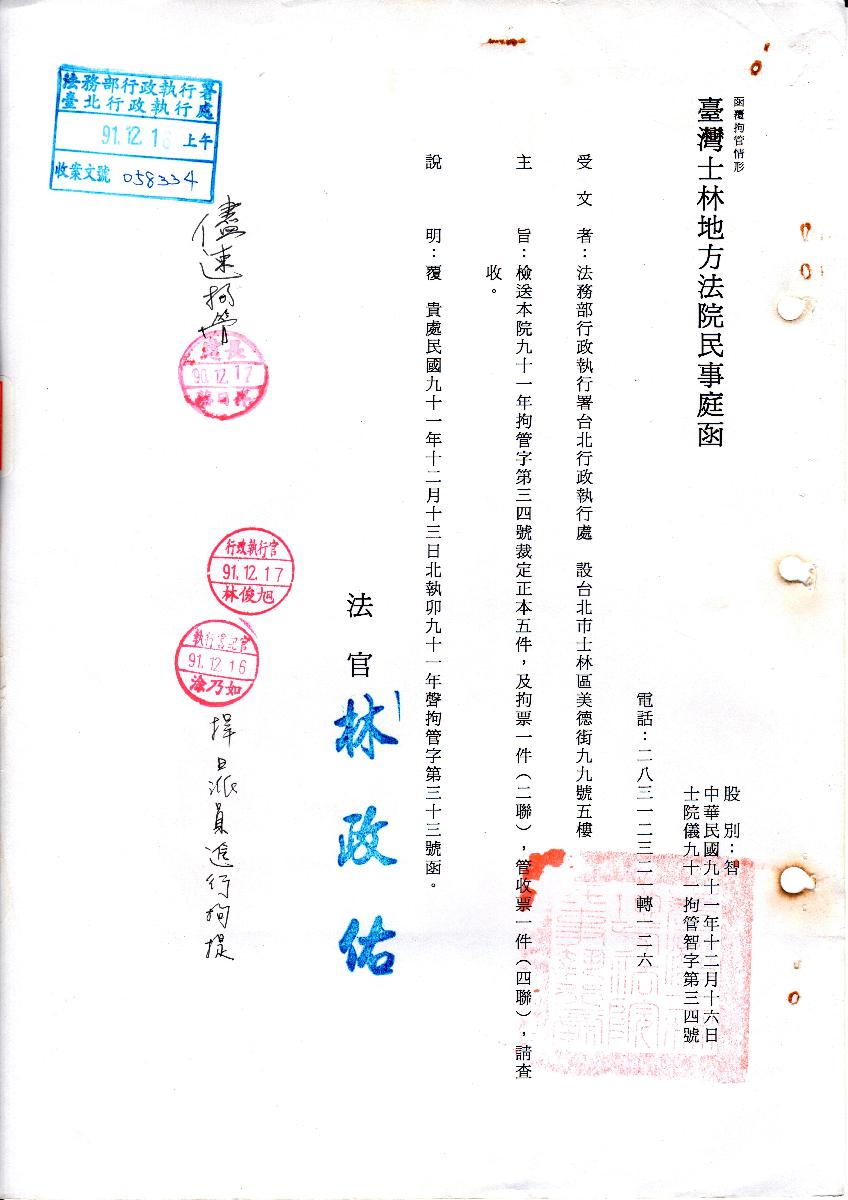 函覆拘管情形
臺灣士林地方法院民事庭函
股別：智
中華民國九十一年十二月十六日
士院儀九十一拘管智字第三四號
電話：二八三一二三二一轉一二六
受文者：法務部行政執行署台北行政執行處　設台北市士林區美德街九九號五樓
主旨：檢送本院九十一年拘管字第三四號裁定正本五件，及拘票一件（二聯），管收票一件（四聯），請查
收。
說明：覆　貴處民國九十一年十二月十三日北執卯九十一年聲拘管字第三十三號函。
法官
林政佑
儘速拘管
90.12.17
行政執行官
91.12.17
林俊旭
執行書記官
91.12.16
涂乃如
擇日派員進行拘提
法務部行政執行署
臺北行政執行處
91.12.16 上午
收案文號 058334